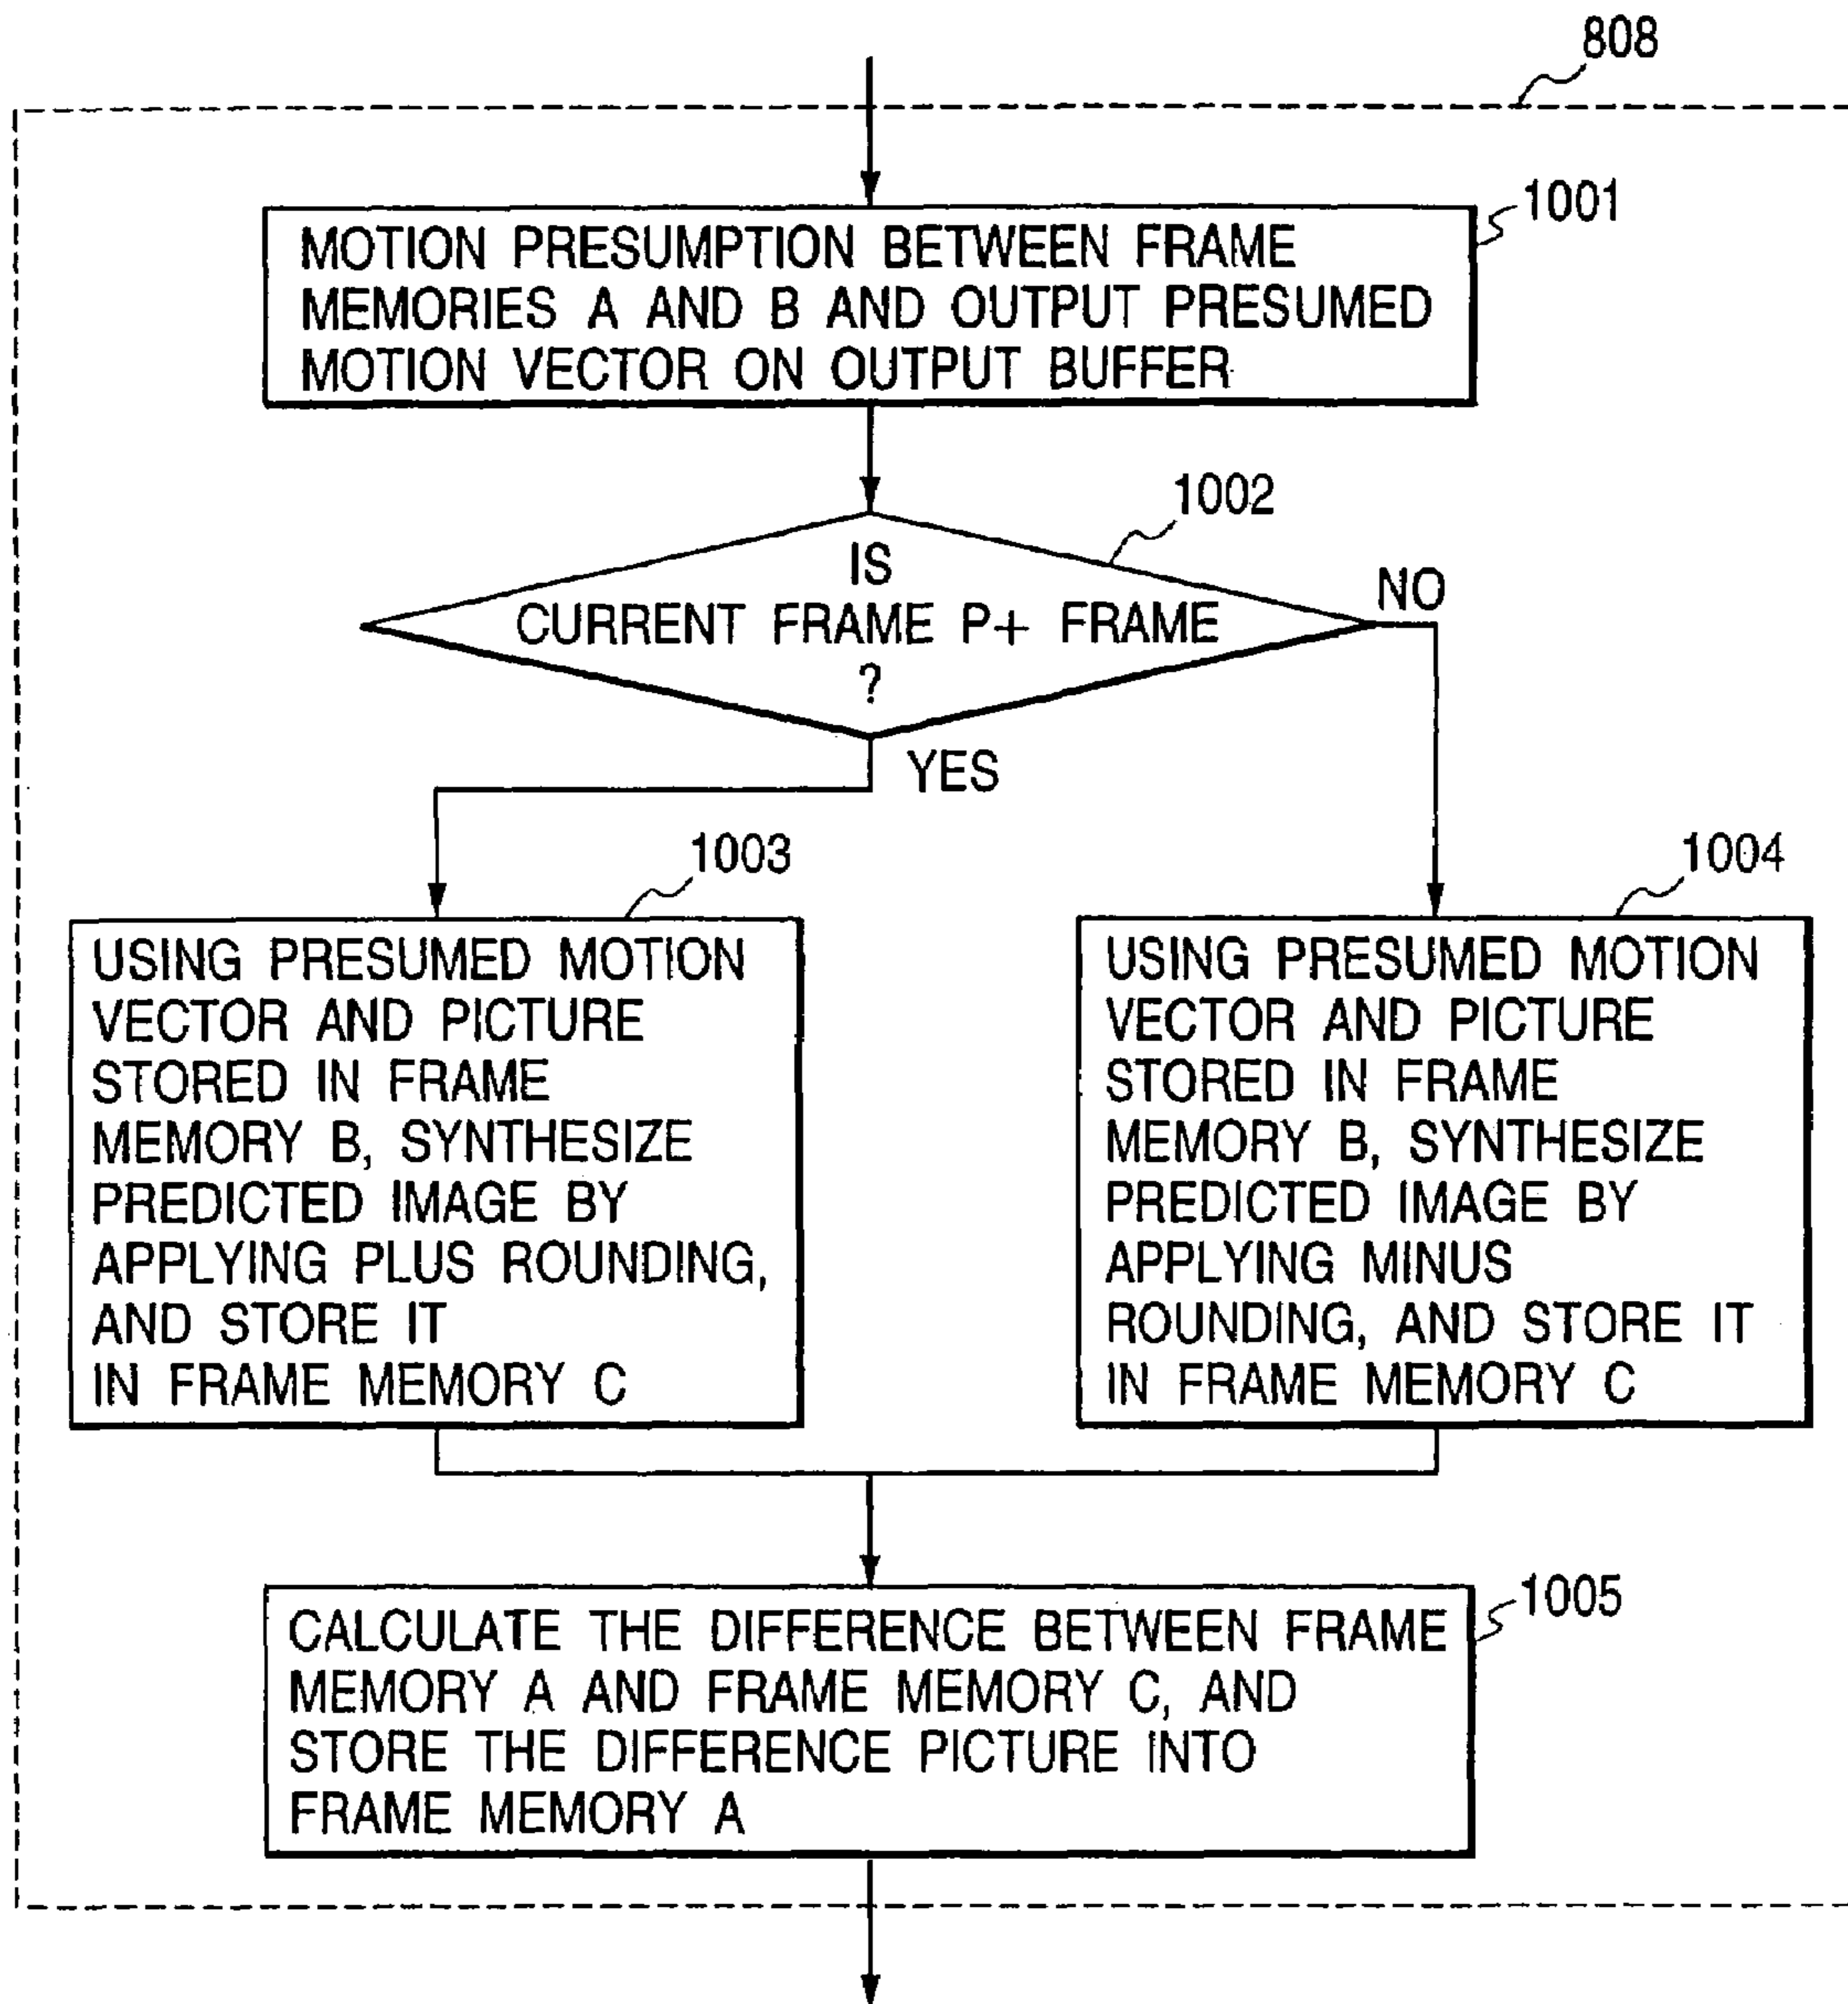 808
1001
MOTION PRESUMPTION BETWEEN FRAME
MEMORIES A AND B AND OUTPUT PRESUMED
MOTION VECTOR ON OUTPUT BUFFER
1002
IS
CURRENT FRAME P+ FRAME
?
NO
YES
1003
USING PRESUMED MOTION
VECTOR AND PICTURE
STORED IN FRAME
MEMORY B, SYNTHESIZE
PREDICTED IMAGE BY
APPLYING PLUS ROUNDING,
AND STORE IT
IN FRAME MEMORY C
1004
USING PRESUMED MOTION
VECTOR AND PICTURE
STORED IN FRAME
MEMORY B, SYNTHESIZE
PREDICTED IMAGE BY
APPLYING MINUS
ROUNDING, AND STORE IT
IN FRAME MEMORY C
1005
CALCULATE THE DIFFERENCE BETWEEN FRAME
MEMORY A AND FRAME MEMORY C, AND
STORE THE DIFFERENCE PICTURE INTO
FRAME MEMORY A